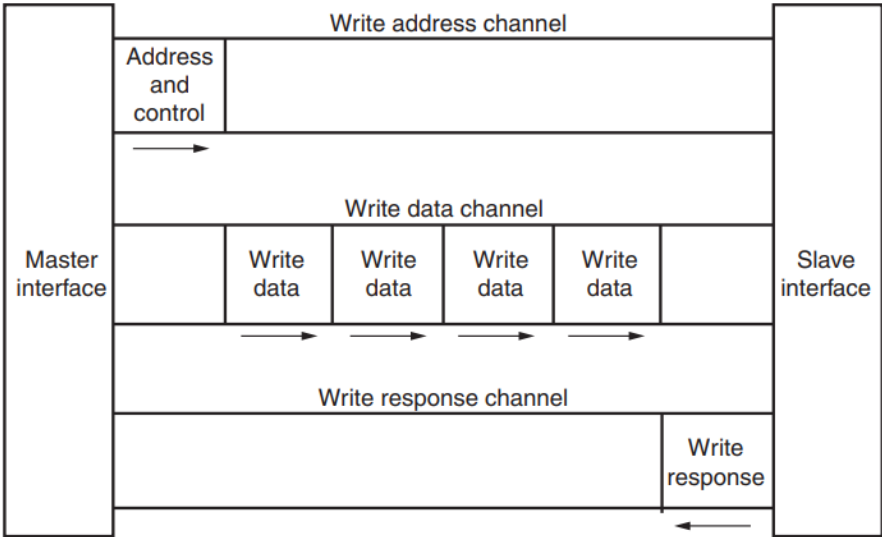 Write address channel
Address
and
control
Write data channel
Master
interface
Write
data
Write
data
Write
data
Write
data
Slave
interface
Write response channel
Write
response